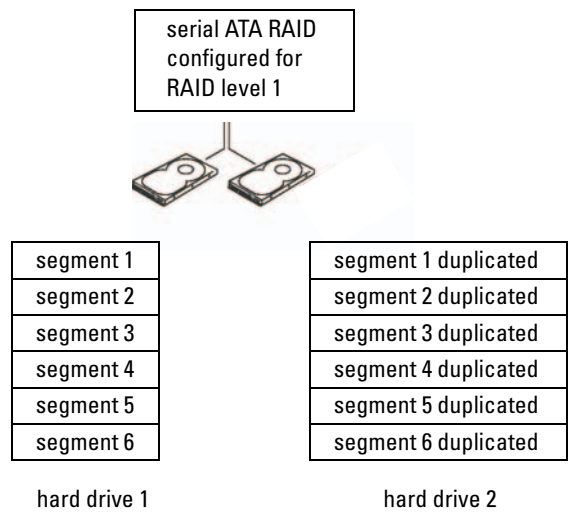 serial ATA RAID
configured for
RAID level 1
segment 1
segment 2
segment 3
segment 4
segment 5
segment 6
hard drive 1
segment 1 duplicated
segment 2 duplicated
segment 3 duplicated
segment 4 duplicated
segment 5 duplicated
segment 6 duplicated
hard drive 2